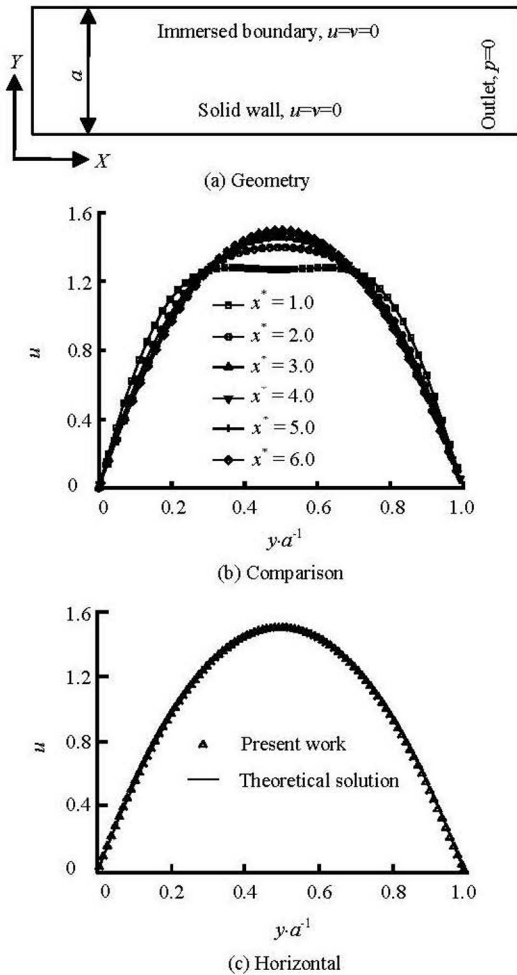 Immersed boundary, u=v=0
Y
a
Solid wall, u=v=0
Outlet, p=0
X
(a) Geometry
1.6
1.2
0.8
0.4
0
u
x* = 1.0
x* = 2.0
x* = 3.0
x* = 4.0
x* = 5.0
x* = 6.0
0 0.2 0.4 0.6 0.8 1.0
y·a⁻¹
(b) Comparison
1.6
1.2
0.8
0.4
0
u
Present work
Theoretical solution
0 0.2 0.4 0.6 0.8 1.0
y·a⁻¹
(c) Horizontal